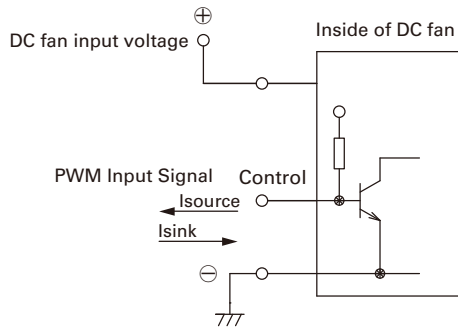 ⊕
DC fan input voltage
Inside of DC fan
PWM Input Signal
Control
Isource
Isink
⊖